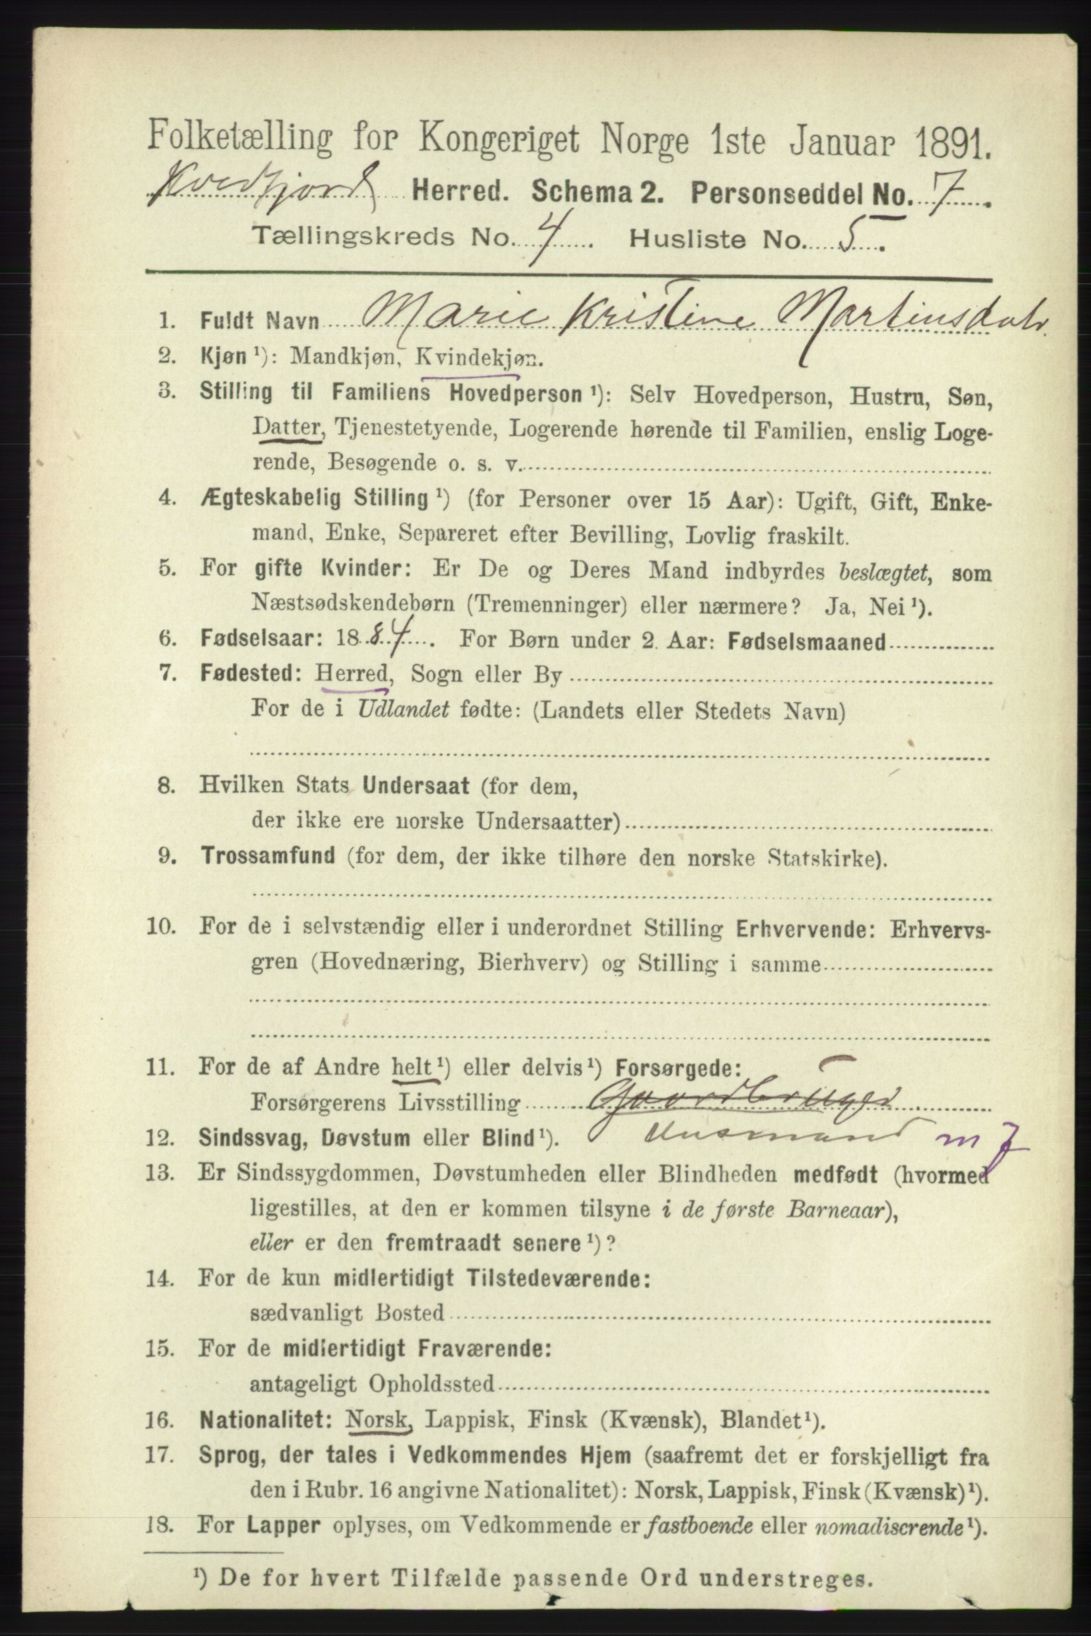 Folketælling for Kongeriget Norge 1ste Januar 1891.
Kvedfjord Herred. Schema 2. Personseddel No. 7.
Tællingskreds No. 4. Husliste No. 5.
1. Fuldt Navn Marie Kristine Martinsdatr
2. Kjøn ¹): Mandkjøn, Kvindekjøn.
3. Stilling til Familiens Hovedperson ¹): Selv Hovedperson, Hustru, Søn,
Datter, Tjenestetyende, Logerende hørende til Familien, enslig Loge-
rende, Besøgende o. s. v.
4. Ægteskabelig Stilling ¹) (for Personer over 15 Aar): Ugift, Gift, Enke-
mand, Enke, Separeret efter Bevilling, Lovlig fraskilt.
5. For gifte Kvinder: Er De og Deres Mand indbyrdes beslægtet, som
Næstsødskendebørn (Tremenninger) eller nærmere? Ja, Nei ¹).
6. Fødselsaar: 1884. For Børn under 2 Aar: Fødselsmaaned
7. Fødested: Herred, Sogn eller By
For de i Udlandet fødte: (Landets eller Stedets Navn)
8. Hvilken Stats Undersaat (for dem,
der ikke ere norske Undersaatter)
9. Trossamfund (for dem, der ikke tilhøre den norske Statskirke).
10. For de i selvstændig eller i underordnet Stilling Erhvervende: Erhvervs-
gren (Hovednæring, Bierhverv) og Stilling i samme
11. For de af Andre helt ¹) eller delvis ¹) Forsørgede:
Forsørgerens Livsstilling Gaardbruger
12. Sindssvag, Døvstum eller Blind ¹). Husmand m J
13. Er Sindssygdommen, Døvstumheden eller Blindheden medfødt (hvormed
ligestilles, at den er kommen tilsyne i de første Barneaar),
eller er den fremtraadt senere ¹)?
14. For de kun midlertidigt Tilstedeværende:
sædvanligt Bosted
15. For de midlertidigt Fraværende:
antageligt Opholdssted
16. Nationalitet: Norsk, Lappisk, Finsk (Kvænsk), Blandet ¹).
17. Sprog, der tales i Vedkommendes Hjem (saafremt det er forskjelligt fra
den i Rubr. 16 angivne Nationalitet): Norsk, Lappisk, Finsk (Kvænsk) ¹).
18. For Lapper oplyses, om Vedkommende er fastboende eller nomadiserende ¹).
¹) De for hvert Tilfælde passende Ord understreges.